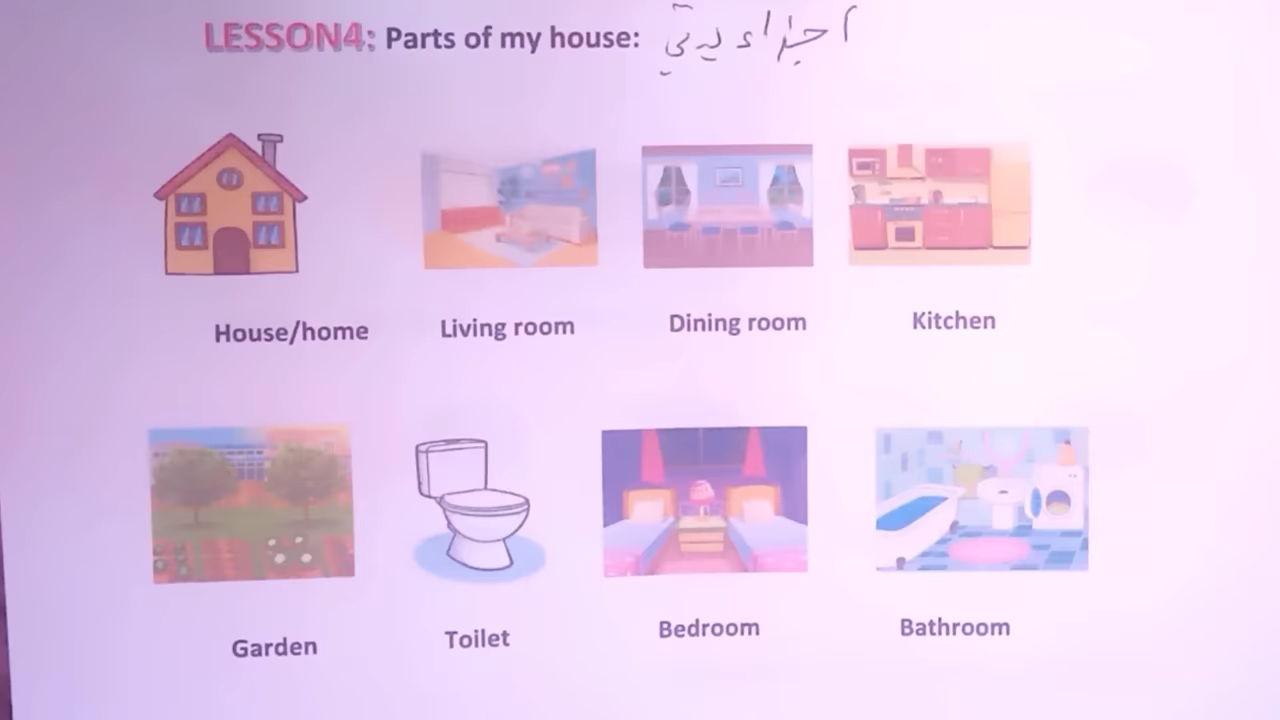 LESSON4: Parts of my house: اجزاء بيتي
House/home Living room Dining room Kitchen
Garden Toilet Bedroom Bathroom